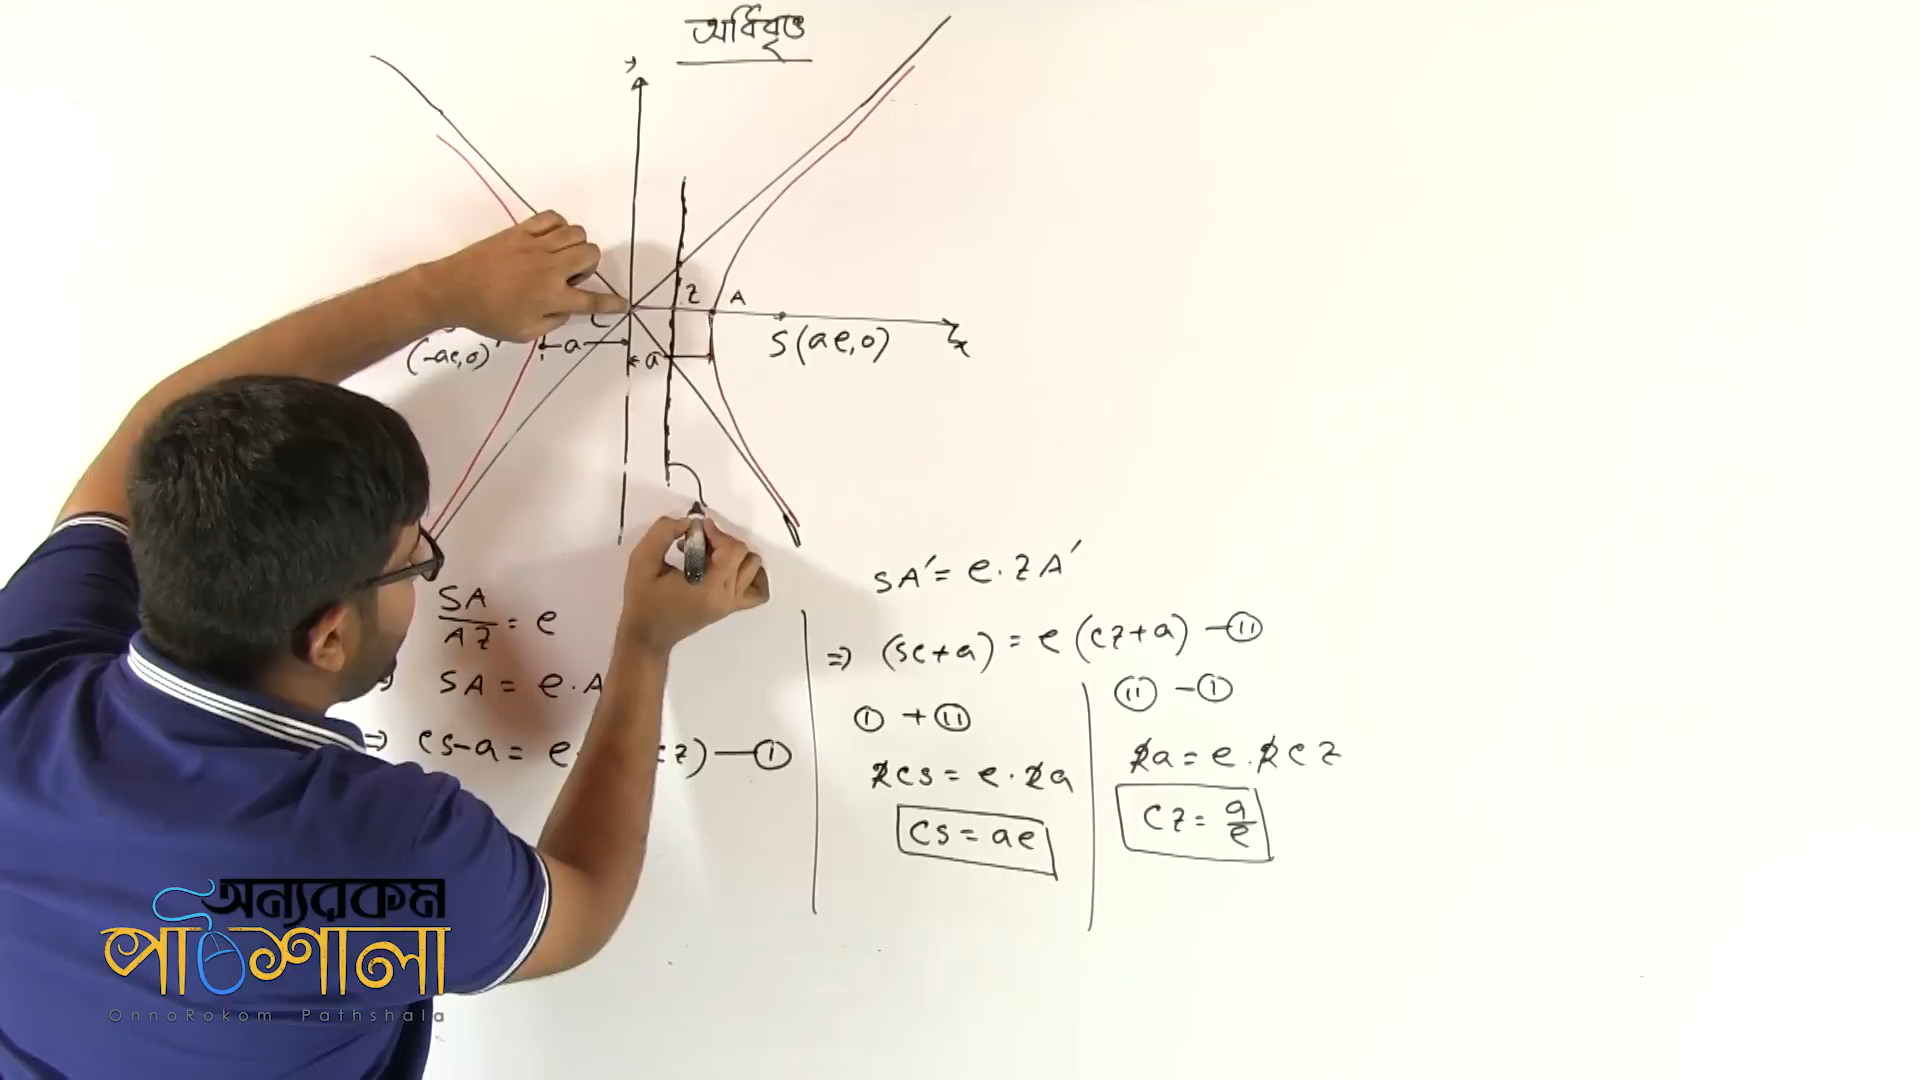 অধিবৃত্ত
y
Z A
C
S(ae,0)
x
(-ae,0)
a
a
SA/AZ = e
SA = e.A
⇒ CS-a = e. CZ) — (i)
SA′ = e. ZA′
⇒ (SC+a) = e (CZ+a) — (ii)
(i) + (ii)
2CS = e. 2a
CS = ae
(ii) - (i)
2a = e. 2CZ
CZ = a/e
অন্যরকম
পাঠশালা
OnnoRokom Pathshala